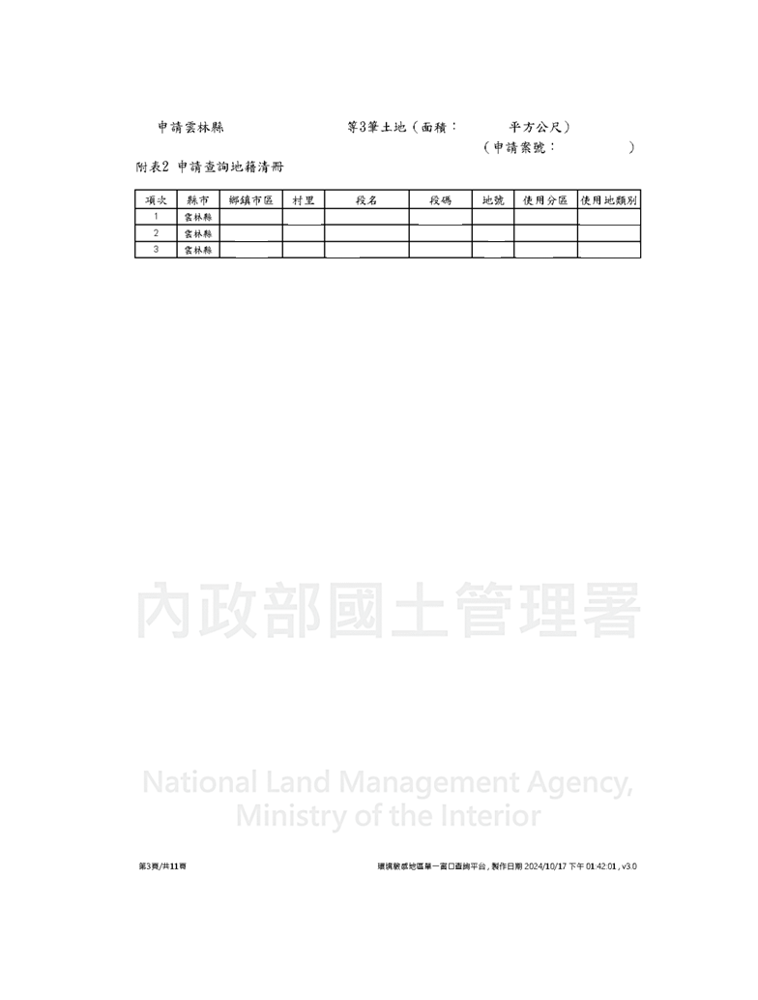 申請雲林縣 等3筆土地（面積： 平方公尺）
（申請案號： ）
附表2 申請查詢地籍清冊
項次 縣市 鄉鎮市區 村里 段名 段碼 地號 使用分區 使用地類別
1 雲林縣
2 雲林縣
3 雲林縣
內政部國土管理署
National Land Management Agency,
Ministry of the Interior
第3頁/共11頁 環境敏感地區單一窗口查詢平台 , 製作日期 2024/10/17 下午 01:42:01 , v3.0